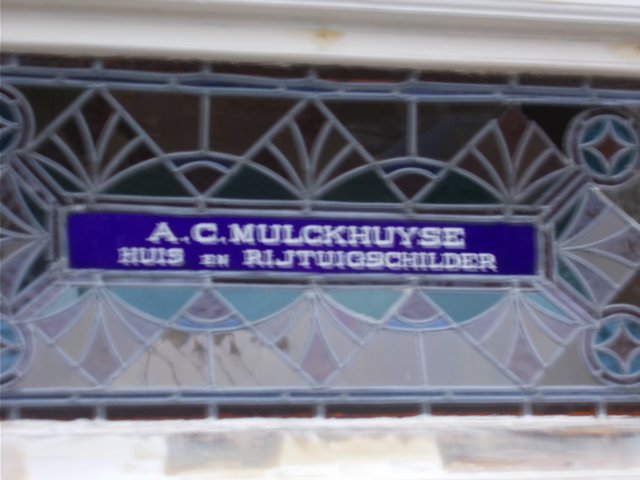 A.C. MULCKHUYSE
HUIS EN RIJTUIGSCHILDER